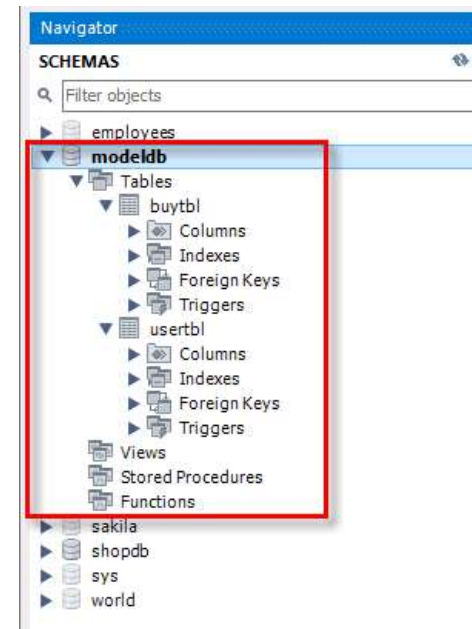 Navigator
SCHEMAS
Filter objects
employees
modeldb
Tables
buytbl
Columns
Indexes
Foreign Keys
Triggers
usertbl
Columns
Indexes
Foreign Keys
Triggers
Views
Stored Procedures
Functions
sakila
shopdb
sys
world